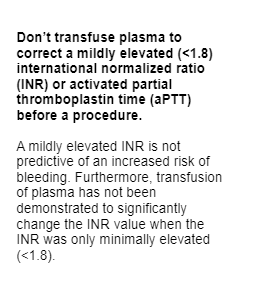 Don’t transfuse plasma to
correct a mildly elevated (<1.8)
international normalized ratio
(INR) or activated partial
thromboplastin time (aPTT)
before a procedure.
A mildly elevated INR is not
predictive of an increased risk of
bleeding. Furthermore, transfusion
of plasma has not been
demonstrated to significantly
change the INR value when the
INR was only minimally elevated
(<1.8).